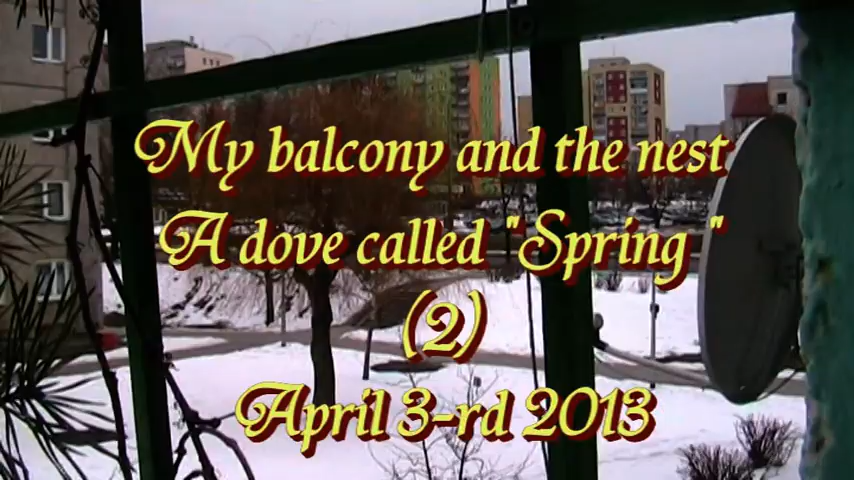 My balcony and the nest
A dove called "Spring "
(2)
April 3-rd 2013